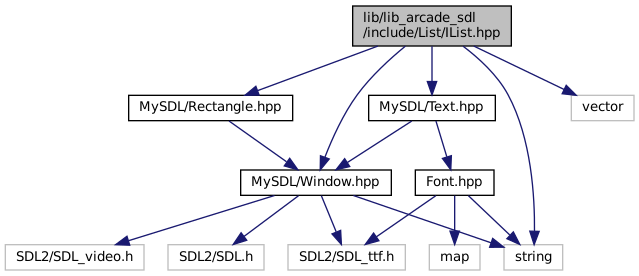 lib/lib_arcade_sdl
/include/List/IList.hpp
MySDL/Rectangle.hpp
MySDL/Text.hpp
vector
MySDL/Window.hpp
Font.hpp
SDL2/SDL_video.h
SDL2/SDL.h
SDL2/SDL_ttf.h
map
string